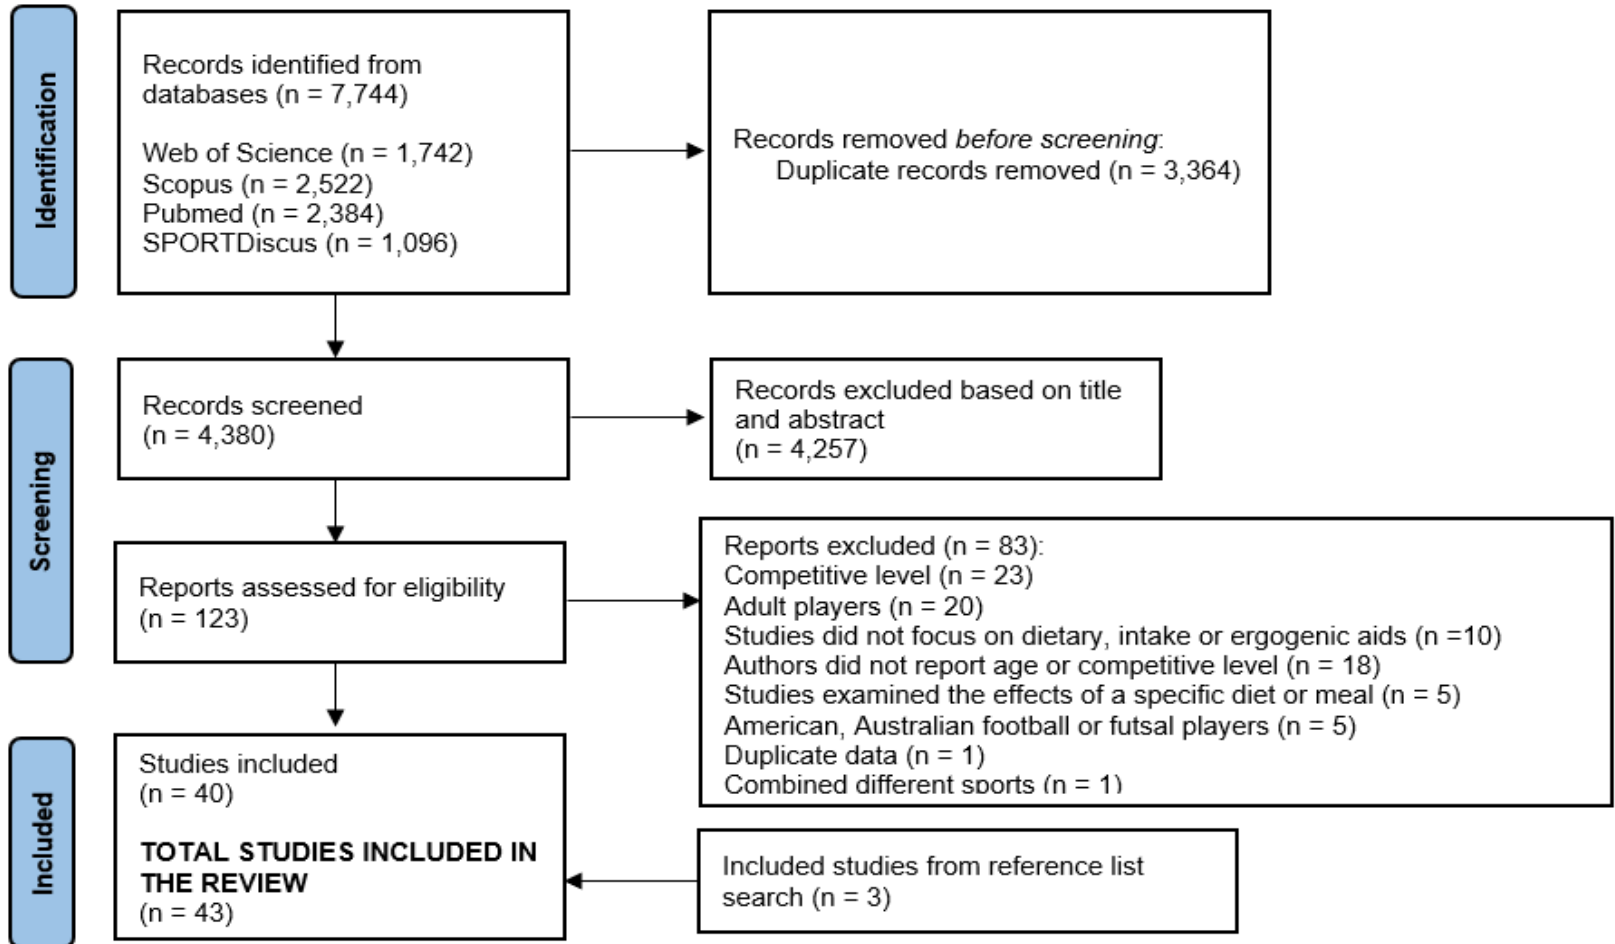 Identification
Records identified from
databases (n = 7,744)
Web of Science (n = 1,742)
Scopus (n = 2,522)
Pubmed (n = 2,384)
SPORTDiscus (n = 1,096)
Records removed before screening:
Duplicate records removed (n = 3,364)
Screening
Records screened
(n = 4,380)
Records excluded based on title
and abstract
(n = 4,257)
Reports assessed for eligibility
(n = 123)
Reports excluded (n = 83):
Competitive level (n = 23)
Adult players (n = 20)
Studies did not focus on dietary, intake or ergogenic aids (n =10)
Authors did not report age or competitive level (n = 18)
Studies examined the effects of a specific diet or meal (n = 5)
American, Australian football or futsal players (n = 5)
Duplicate data (n = 1)
Combined different sports (n = 1)
Included
Studies included
(n = 40)
TOTAL STUDIES INCLUDED IN
THE REVIEW
(n = 43)
Included studies from reference list
search (n = 3)